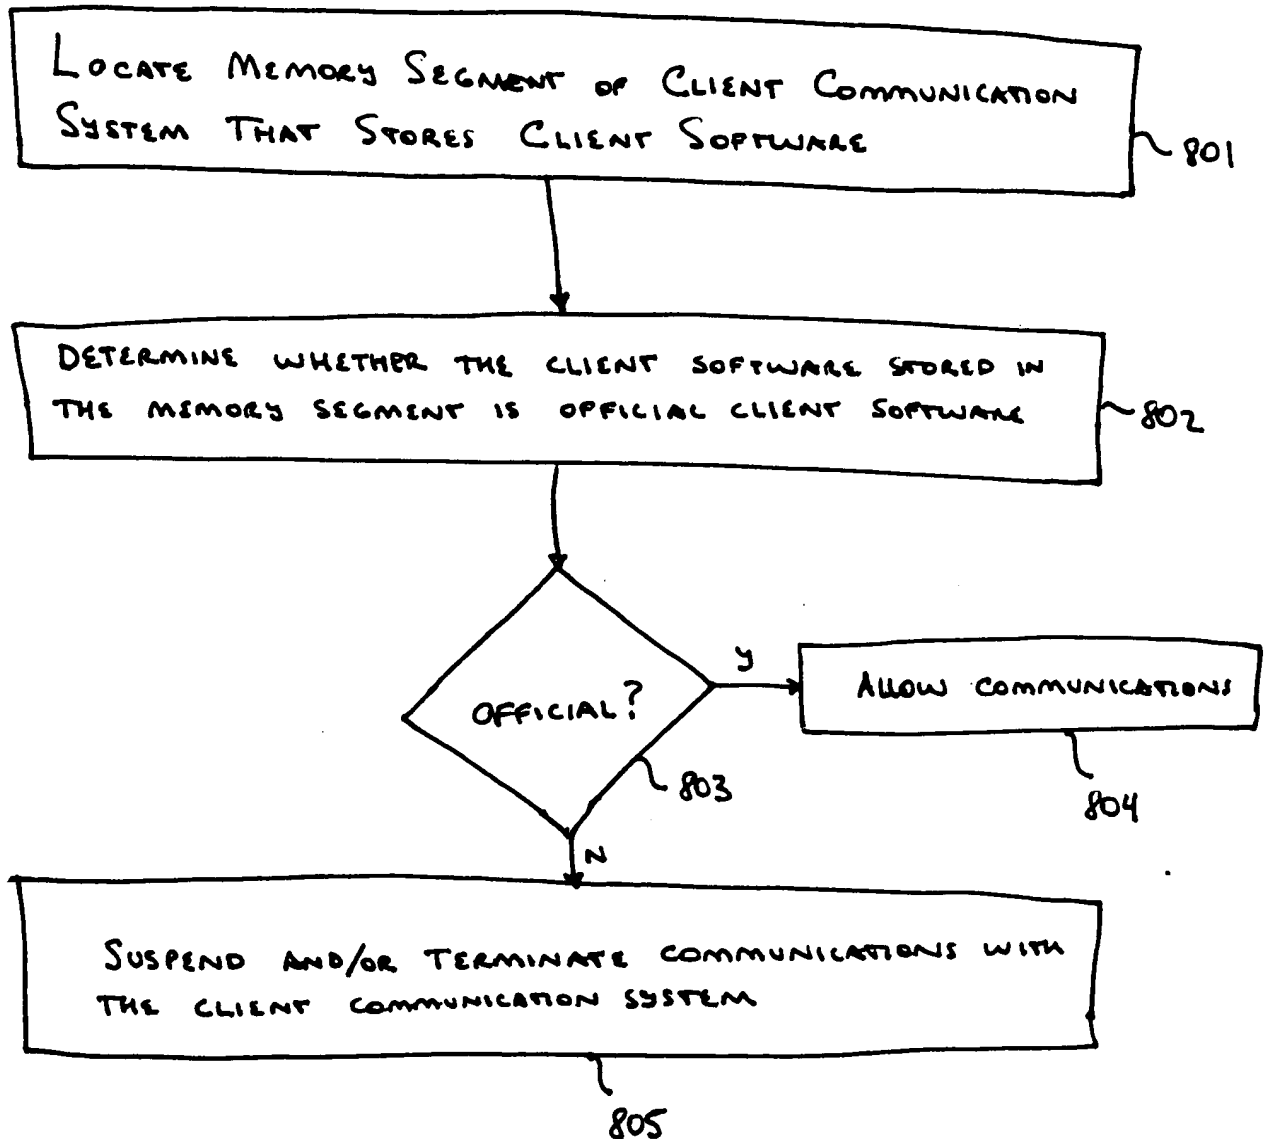 LOCATE MEMORY SEGMENT OF CLIENT COMMUNICATION
SYSTEM THAT STORES CLIENT SOFTWARE
801
DETERMINE WHETHER THE CLIENT SOFTWARE STORED IN
THE MEMORY SEGMENT IS OFFICIAL CLIENT SOFTWARE
802
OFFICIAL?
Y
ALLOW COMMUNICATIONS
803
804
N
SUSPEND AND/OR TERMINATE COMMUNICATIONS WITH
THE CLIENT COMMUNICATION SYSTEM
805